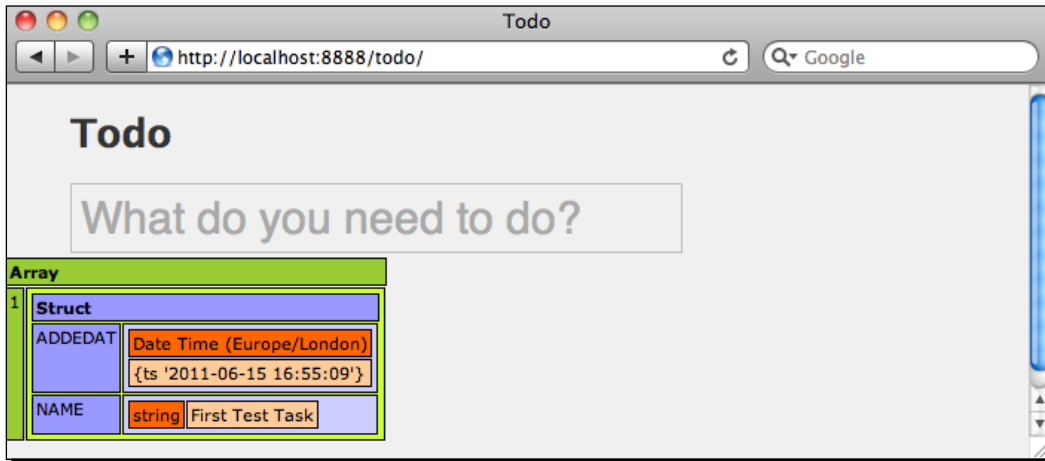 Todo
http://localhost:8888/todo/
Google
Todo
What do you need to do?
Array
1
Struct
ADDEDAT
Date Time (Europe/London)
{ts '2011-06-15 16:55:09'}
NAME
string First Test Task